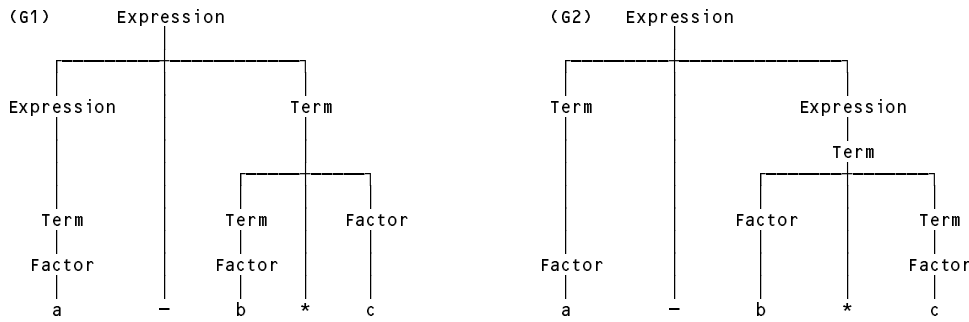 (G1) Expression (G2) Expression
Expression Term Term Expression
Term
Term Term Factor Factor Term
Factor Factor Factor Factor
a − b * c a − b * c